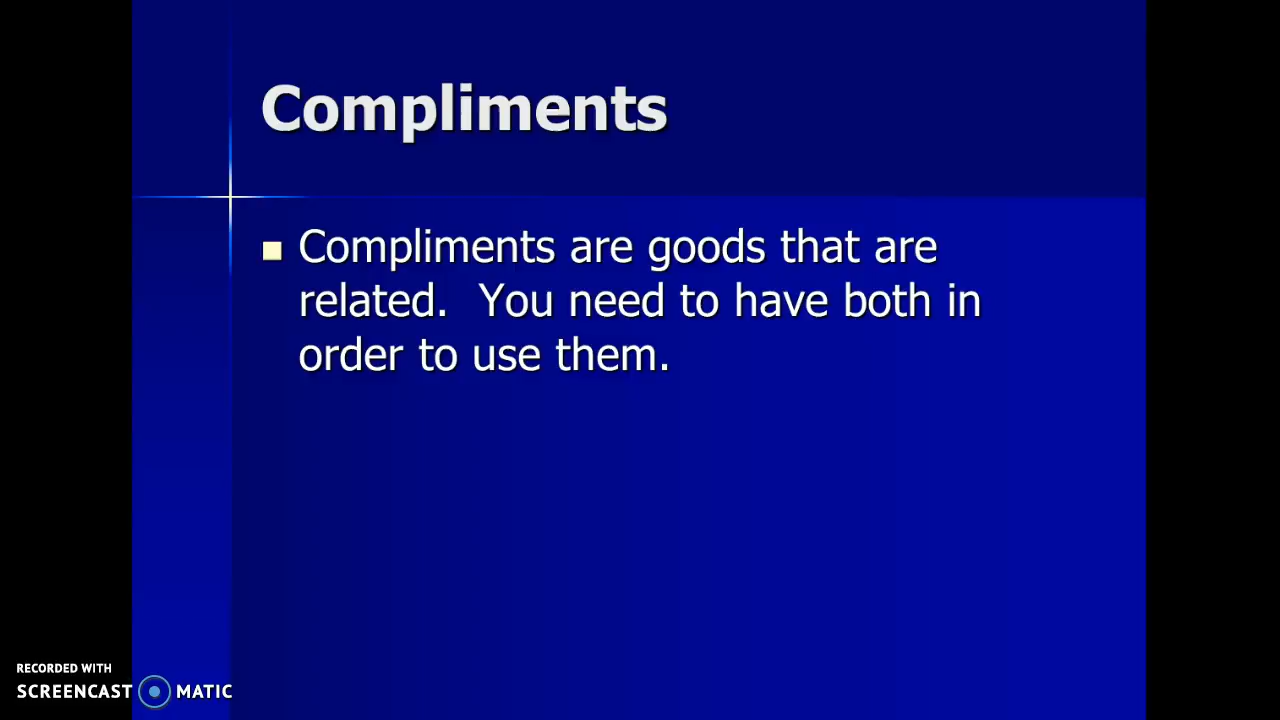 Compliments
Compliments are goods that are
related. You need to have both in
order to use them.
RECORDED WITH
SCREENCAST MATIC